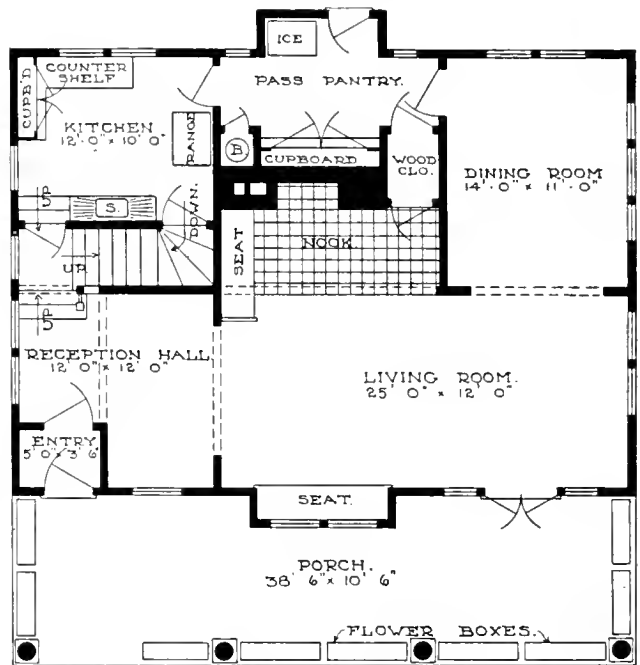 ICE
COUNTER
SHELF
PASS PANTRY.
CUPB'D
KITCHEN
12'-0" x 10'-0"
RANGE
B
CUPBOARD
WOOD
CLO.
DINING ROOM
14'-0" x 11'-0"
S.
DOWN.
SEAT
NOOK.
UP
RECEPTION HALL
12' 0" x 12' 0"
LIVING ROOM.
25' 0" x 12' 0"
ENTRY
5'0" x 3' 6"
SEAT.
PORCH.
38' 6" x 10' 6"
FLOWER BOXES.